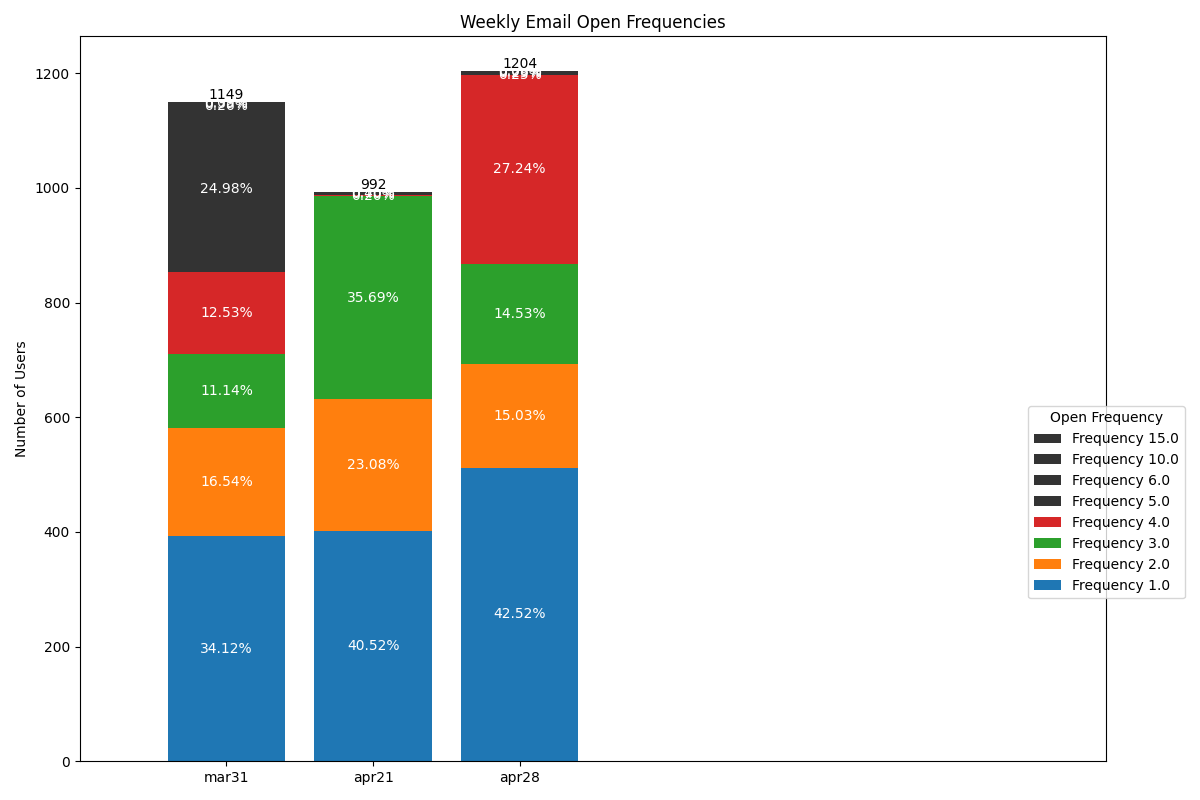 Weekly Email Open Frequencies
Number of Users
1200
1000
800
600
400
200
0
1149
24.98%
12.53%
11.14%
16.54%
34.12%
992
35.69%
23.08%
40.52%
1204
27.24%
14.53%
15.03%
42.52%
mar31
apr21
apr28
Open Frequency
Frequency 15.0
Frequency 10.0
Frequency 6.0
Frequency 5.0
Frequency 4.0
Frequency 3.0
Frequency 2.0
Frequency 1.0